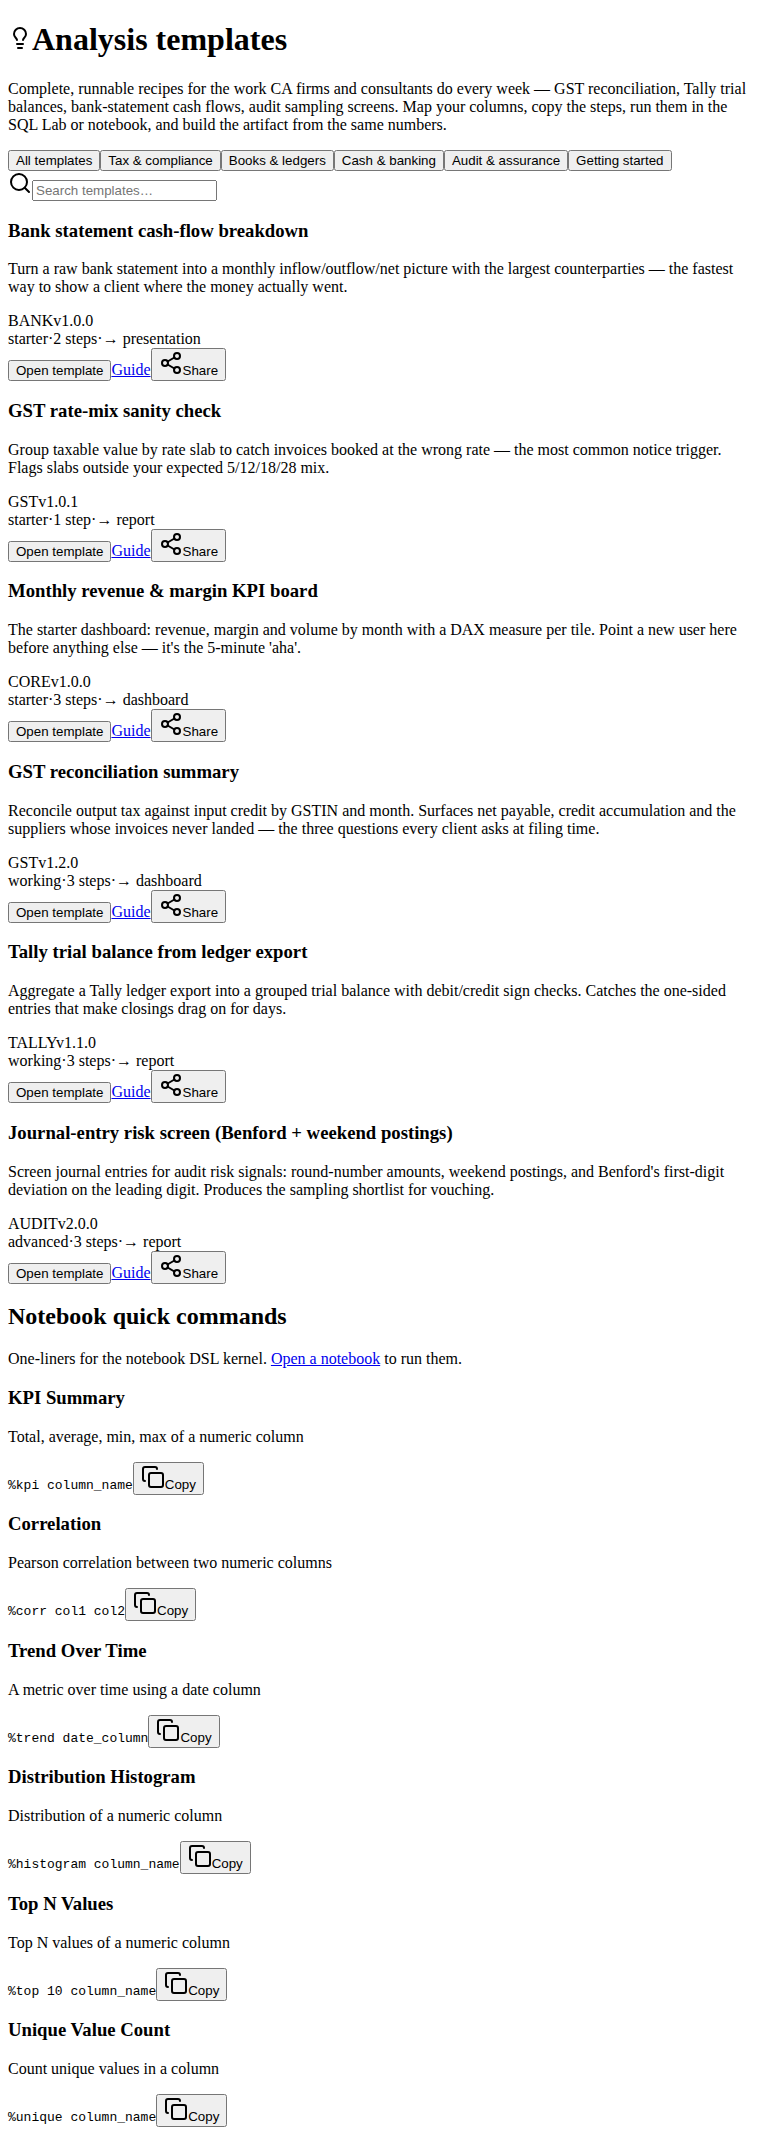 Analysis templates
Complete, runnable recipes for the work CA firms and consultants do every week — GST reconciliation, Tally trial
balances, bank-statement cash flows, audit sampling screens. Map your columns, copy the steps, run them in the
SQL Lab or notebook, and build the artifact from the same numbers.
All templates Tax & compliance Books & ledgers Cash & banking Audit & assurance Getting started
Search templates…
Bank statement cash-flow breakdown
Turn a raw bank statement into a monthly inflow/outflow/net picture with the largest counterparties — the fastest
way to show a client where the money actually went.
BANKv1.0.0
starter·2 steps·→ presentation
Open template Guide Share
GST rate-mix sanity check
Group taxable value by rate slab to catch invoices booked at the wrong rate — the most common notice trigger.
Flags slabs outside your expected 5/12/18/28 mix.
GSTv1.0.1
starter·1 step·→ report
Open template Guide Share
Monthly revenue & margin KPI board
The starter dashboard: revenue, margin and volume by month with a DAX measure per tile. Point a new user here
before anything else — it's the 5-minute 'aha'.
COREv1.0.0
starter·3 steps·→ dashboard
Open template Guide Share
GST reconciliation summary
Reconcile output tax against input credit by GSTIN and month. Surfaces net payable, credit accumulation and the
suppliers whose invoices never landed — the three questions every client asks at filing time.
GSTv1.2.0
working·3 steps·→ dashboard
Open template Guide Share
Tally trial balance from ledger export
Aggregate a Tally ledger export into a grouped trial balance with debit/credit sign checks. Catches the one-sided
entries that make closings drag on for days.
TALLYv1.1.0
working·3 steps·→ report
Open template Guide Share
Journal-entry risk screen (Benford + weekend postings)
Screen journal entries for audit risk signals: round-number amounts, weekend postings, and Benford's first-digit
deviation on the leading digit. Produces the sampling shortlist for vouching.
AUDITv2.0.0
advanced·3 steps·→ report
Open template Guide Share
Notebook quick commands
One-liners for the notebook DSL kernel. Open a notebook to run them.
KPI Summary
Total, average, min, max of a numeric column
%kpi column_name Copy
Correlation
Pearson correlation between two numeric columns
%corr col1 col2 Copy
Trend Over Time
A metric over time using a date column
%trend date_column Copy
Distribution Histogram
Distribution of a numeric column
%histogram column_name Copy
Top N Values
Top N values of a numeric column
%top 10 column_name Copy
Unique Value Count
Count unique values in a column
%unique column_name Copy